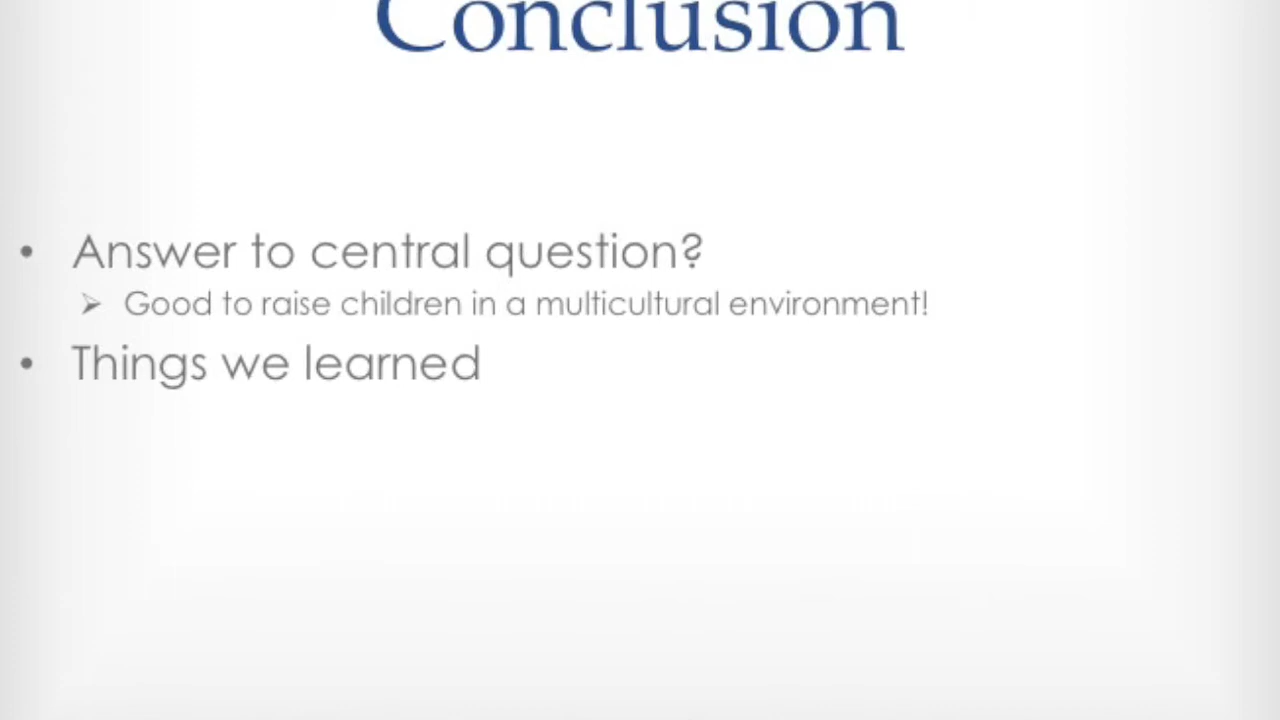 Conclusion
• Answer to central question?
➢ Good to raise children in a multicultural environment!
• Things we learned